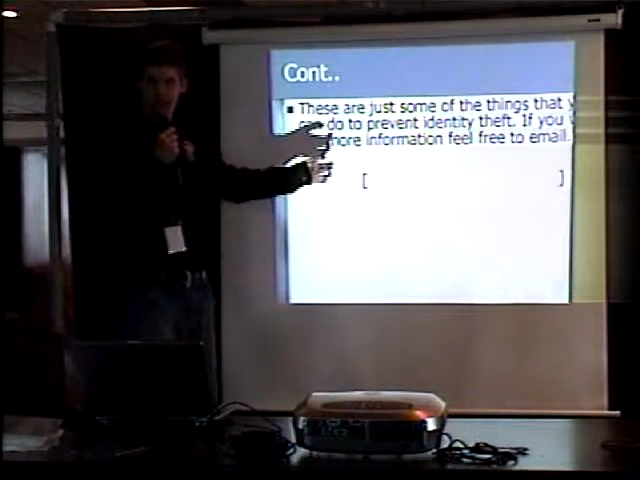 Cont..
▪ These are just some of the things that y
do to prevent identity theft. If you
more information feel free to email.
[ ]